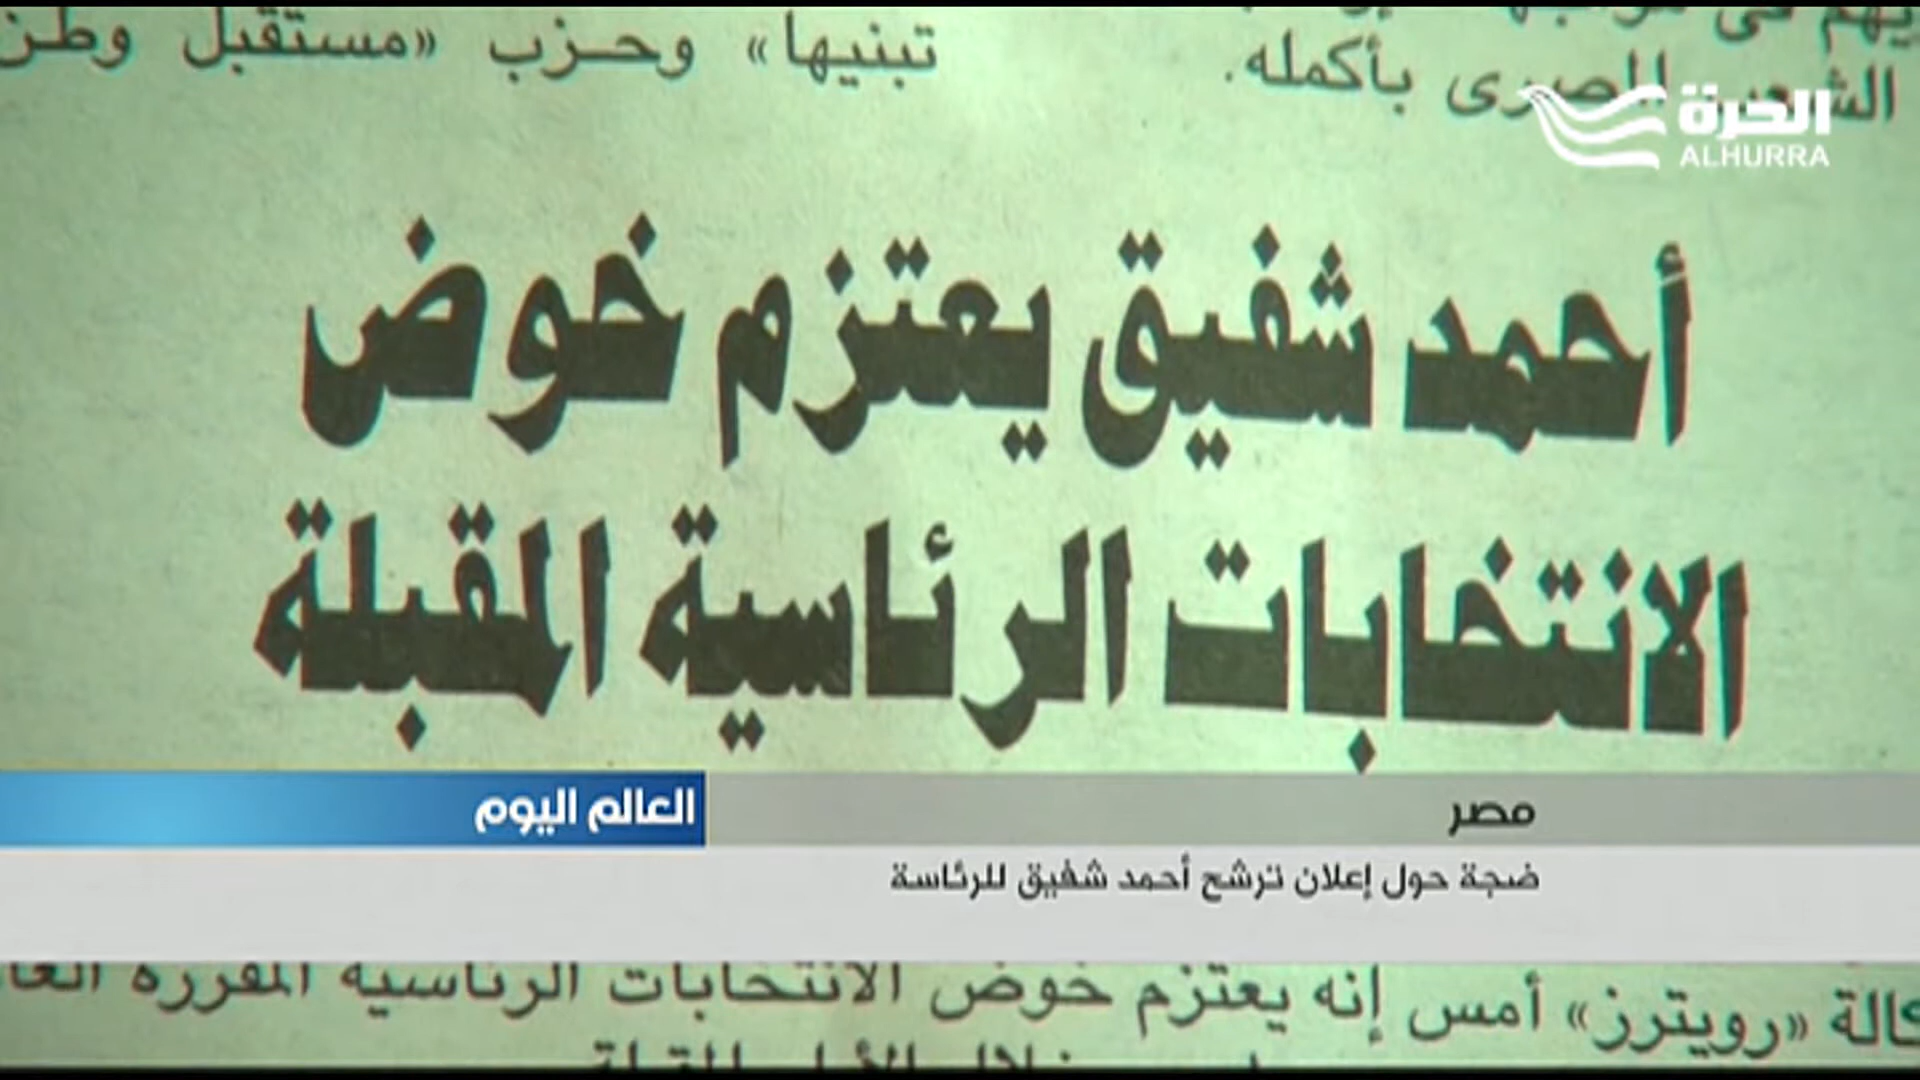 تبنيها» وحزب «مستقبل وطن
المصرى بأكمله.
الحرة
ALHURRA
أحمد شفيق يعتزم خوض
الانتخابات الرئاسية المقبلة
مصر
العالم اليوم
ضجة حول إعلان ترشح أحمد شفيق للرئاسة
«رويترز» أمس إنه يعتزم خوض الانتخابات الرئاسية المقررة